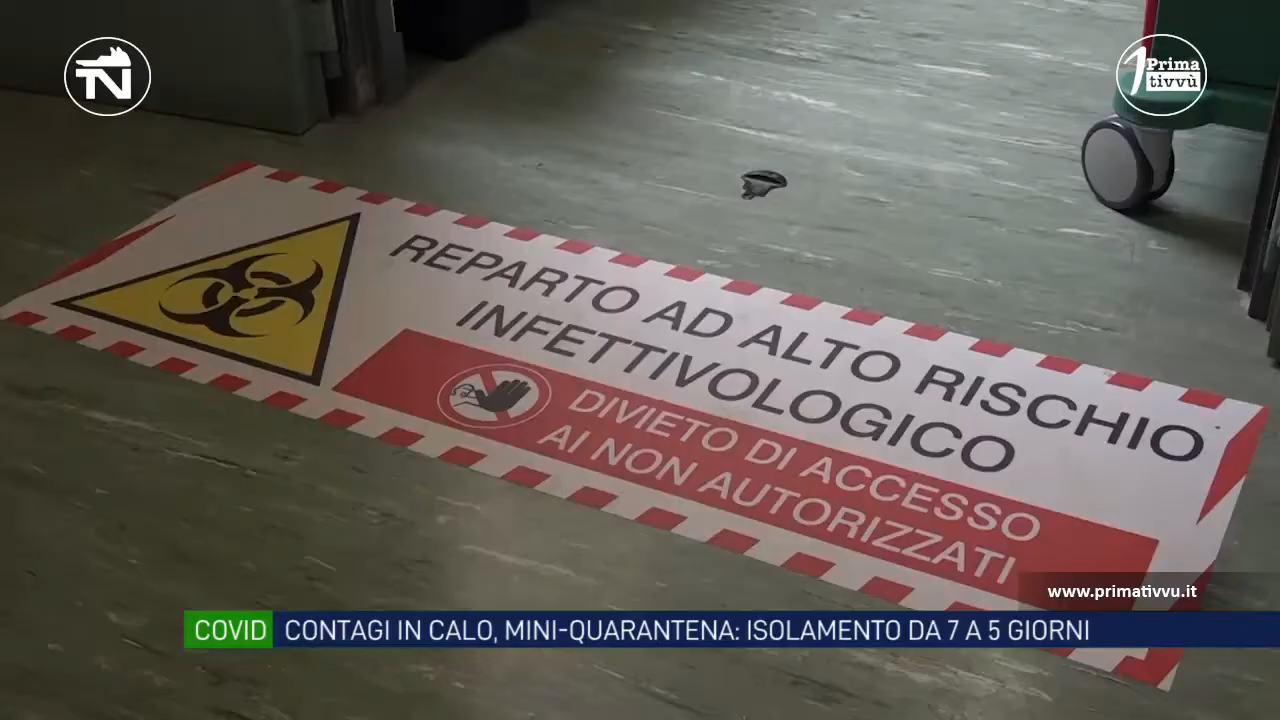 TN
1 Prima
tivvù
REPARTO AD ALTO RISCHIO
INFETTIVOLOGICO
DIVIETO DI ACCESSO
AI NON AUTORIZZATI
www.primativvu.it
COVID CONTAGI IN CALO, MINI-QUARANTENA: ISOLAMENTO DA 7 A 5 GIORNI